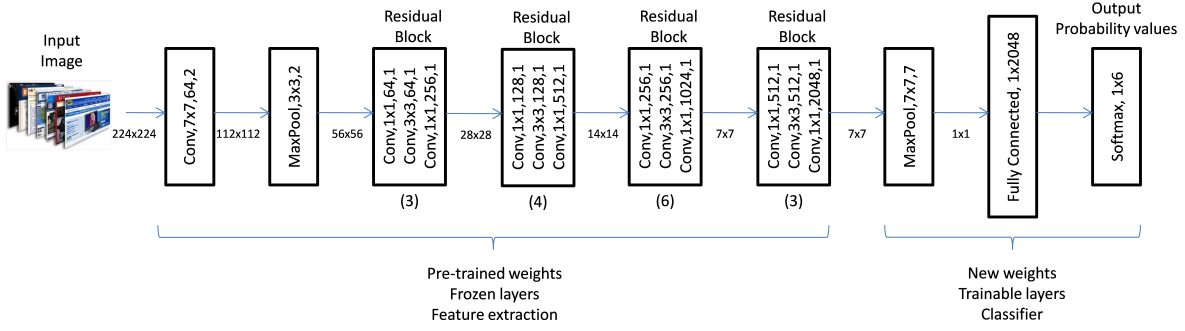 Input
Image
224x224
Conv,7x7,64,2
112x112
MaxPool,3x3,2
56x56
Residual
Block
Conv,1x1,64,1
Conv,3x3,64,1
Conv,1x1,256,1
(3)
28x28
Residual
Block
Conv,1x1,128,1
Conv,3x3,128,1
Conv,1x1,512,1
(4)
14x14
Residual
Block
Conv,1x1,256,1
Conv,3x3,256,1
Conv,1x1,1024,1
(6)
7x7
Residual
Block
Conv,1x1,512,1
Conv,3x3,512,1
Conv,1x1,2048,1
(3)
7x7
MaxPool,7x7,7
1x1
Fully Connected, 1x2048
Output
Probability values
Softmax, 1x6
Pre-trained weights
Frozen layers
Feature extraction
New weights
Trainable layers
Classifier